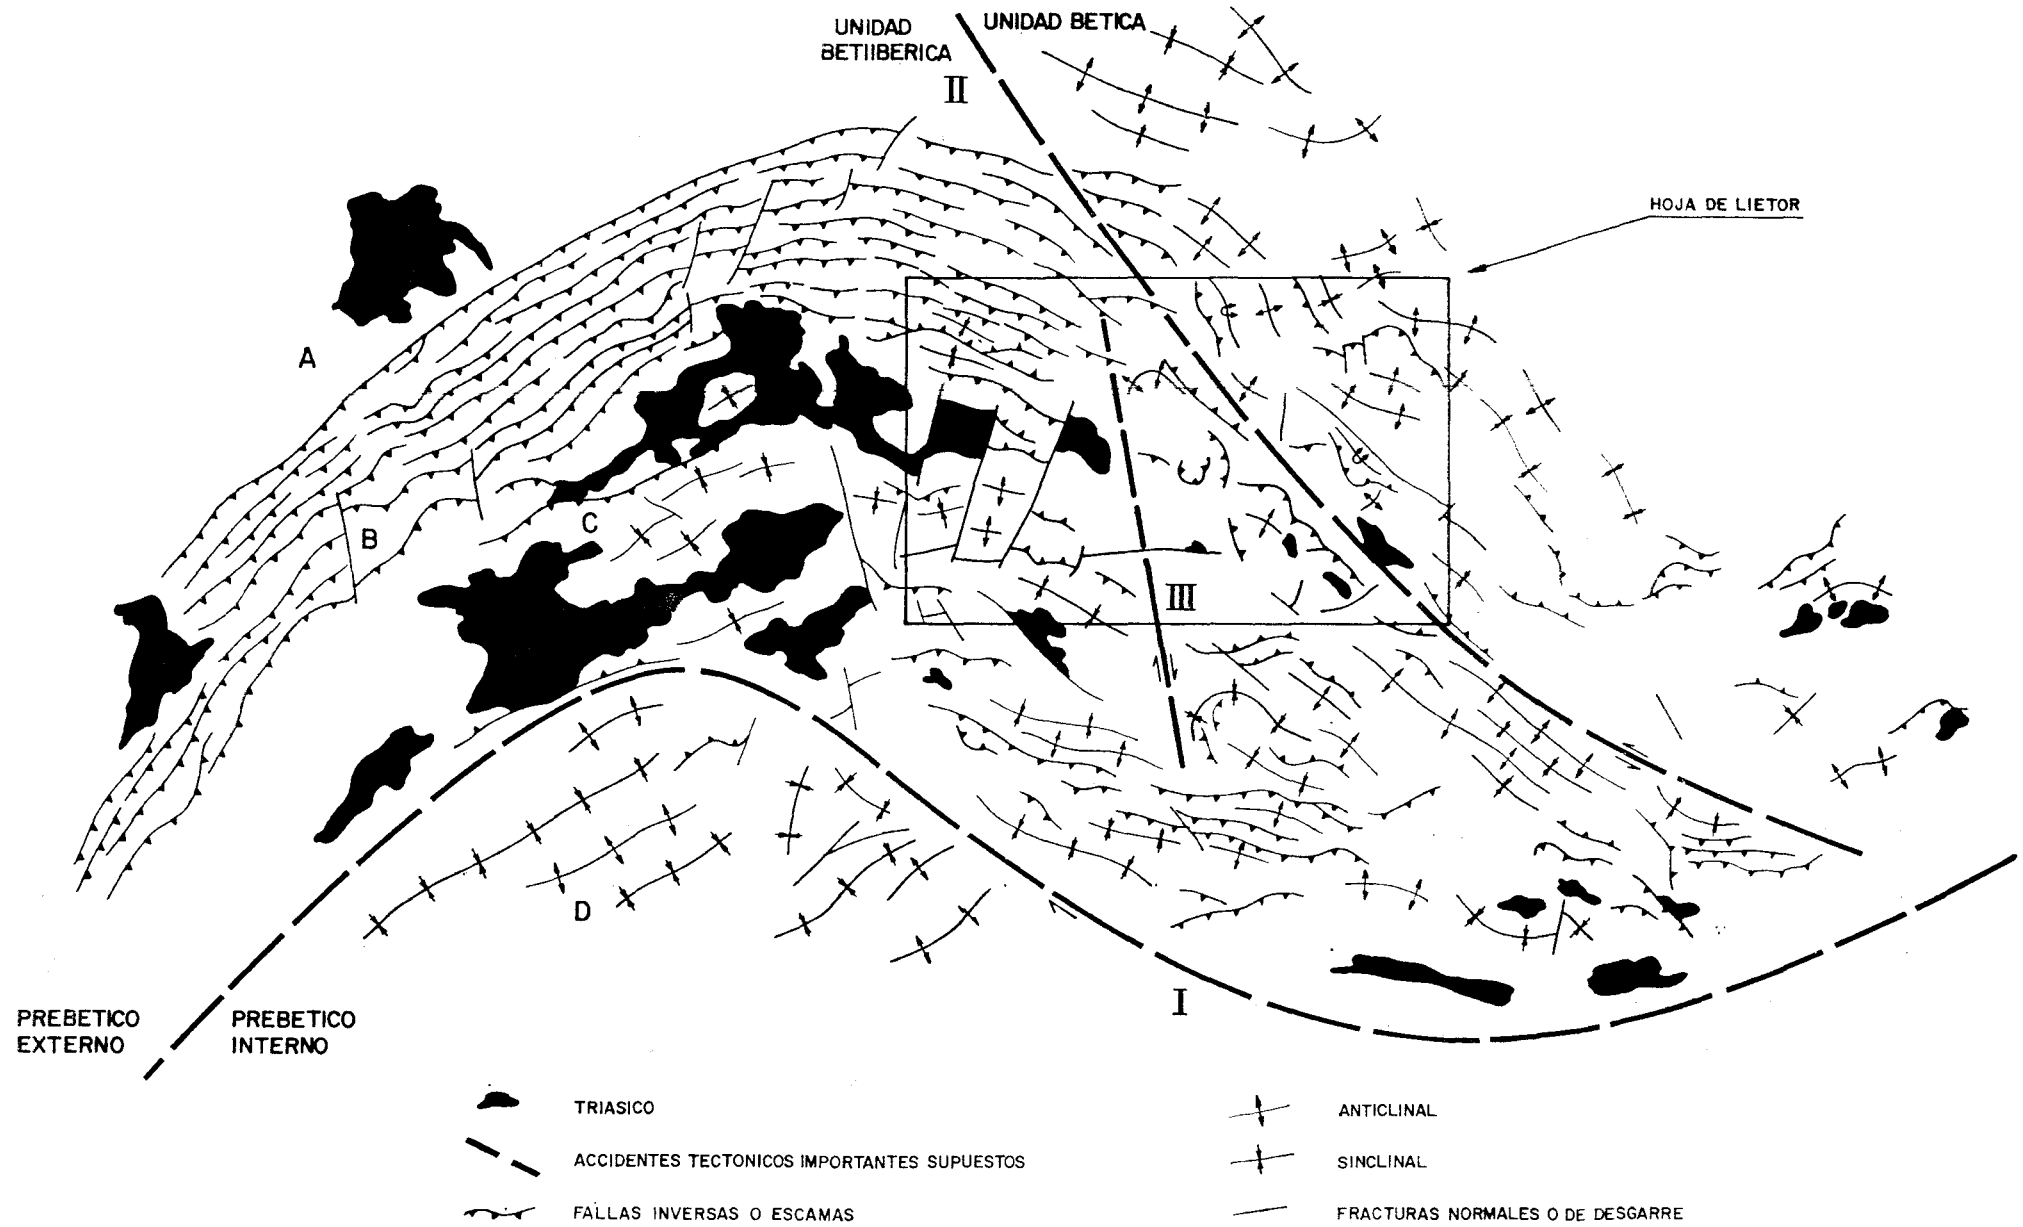 UNIDAD
BETIIBERICA
UNIDAD BETICA
II
HOJA DE LIETOR
A
B
C
III
D
I
PREBETICO
EXTERNO
PREBETICO
INTERNO
TRIASICO
ANTICLINAL
ACCIDENTES TECTONICOS IMPORTANTES SUPUESTOS
SINCLINAL
FALLAS INVERSAS O ESCAMAS
FRACTURAS NORMALES O DE DESGARRE